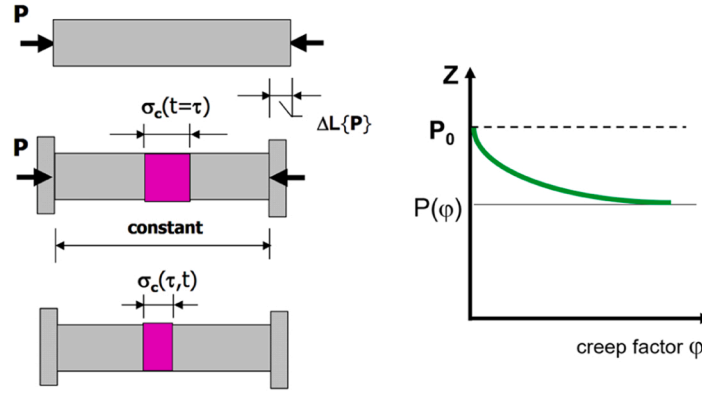 P
σc(t=τ)
ΔL{P}
P
constant
σc(τ,t)
Z
P0
P(φ)
creep factor φ